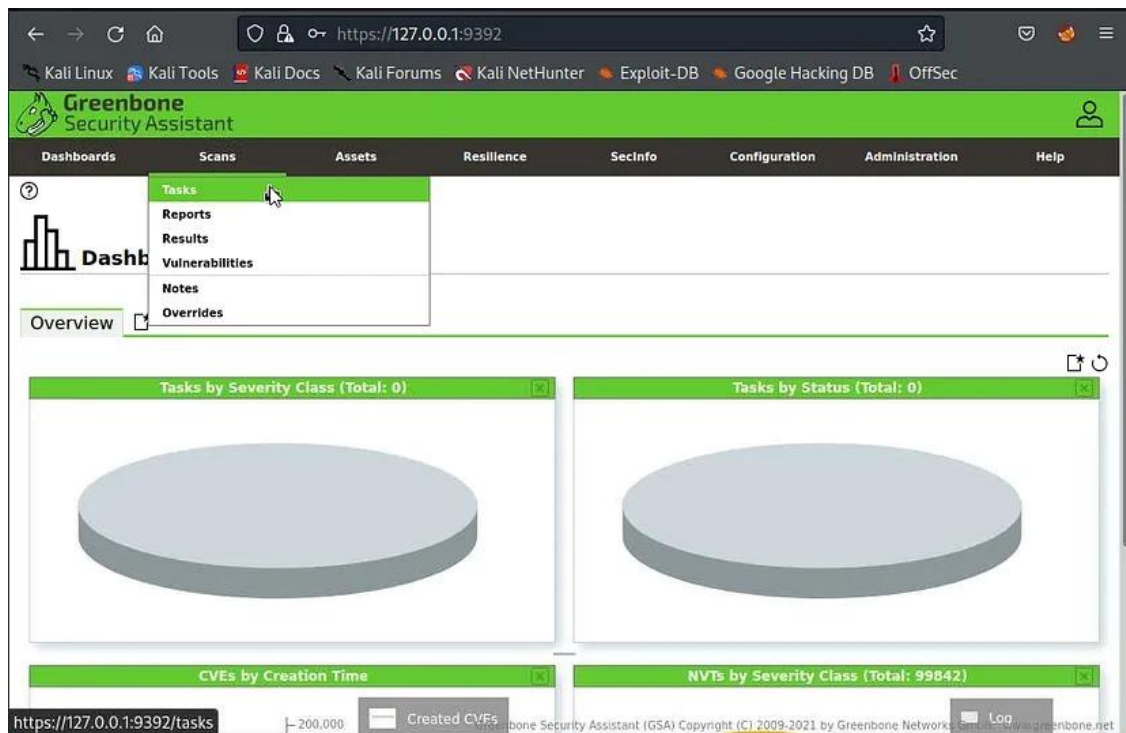 https://127.0.0.1:9392
Kali Linux Kali Tools Kali Docs Kali Forums Kali NetHunter Exploit-DB Google Hacking DB OffSec
Greenbone
Security Assistant
Dashboards Scans Assets Resilience SecInfo Configuration Administration Help
Tasks
Reports
Results
Vulnerabilities
Notes
Overrides
Dashb
Overview
Tasks by Severity Class (Total: 0) Tasks by Status (Total: 0)
CVEs by Creation Time NVTs by Severity Class (Total: 99842)
https://127.0.0.1:9392/tasks 200,000 Created CVEs Log
Greenbone Security Assistant (GSA) Copyright (C) 2009-2021 by Greenbone Networks www.greenbone.net